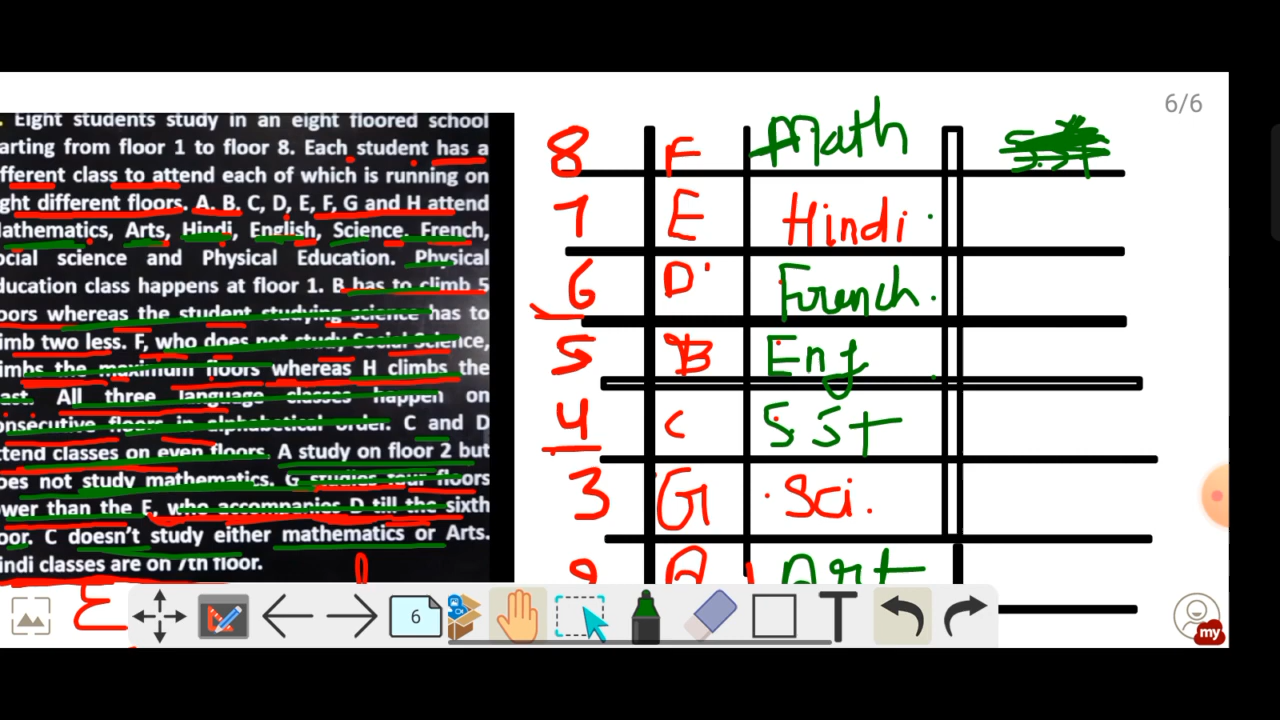 6/6
. Eight students study in an eight floored school
arting from floor 1 to floor 8. Each student has a
fferent class to attend each of which is running on
ght different floors. A, B, C, D, E, F, G and H attend
athematics, Arts, Hindi, English, Science, French,
ocial science and Physical Education. Physical
ducation class happens at floor 1. B has to climb 5
oors whereas the student studying science has to
imb two less. F, who does not study Social Science,
imbs the maximum floors whereas H climbs the
ast. All three language classes happen on
onsecutive floors in alphabetical order. C and D
ttend classes on even floors. A study on floor 2 but
oes not study mathematics. G studies four floors
ower than the E, who accompanies D till the sixth
oor. C doesn't study either mathematics or Arts.
indi classes are on 7th floor.
8 F Math
7 E Hindi
6 D French
5 B Eng
4 C SSt
3 G Sci.
A Art
6
T
my